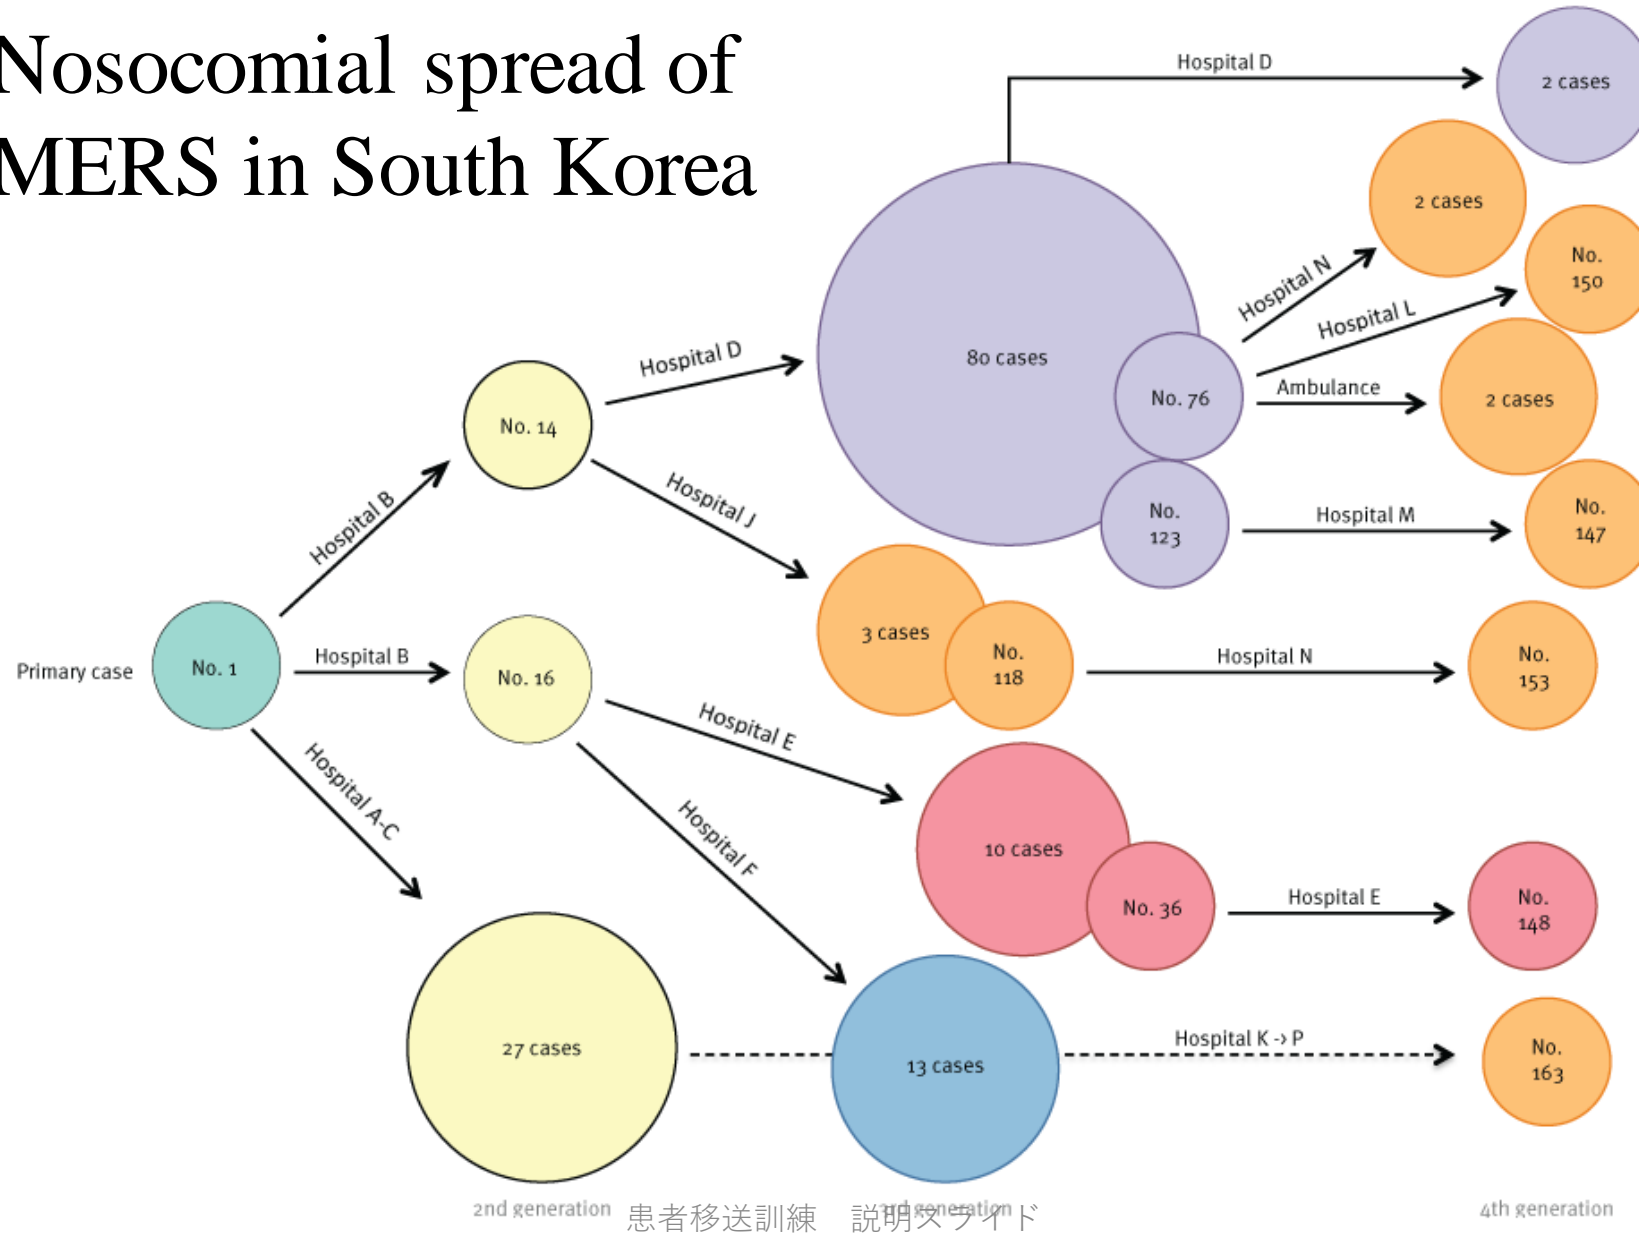 Nosocomial spread of
MERS in South Korea
Hospital D
2 cases
2 cases
Hospital N
No.
150
Hospital L
80 cases
Hospital D
No. 76
Ambulance
2 cases
No. 14
Hospital B
Hospital J
No.
123
Hospital M
No.
147
3 cases
No.
118
Hospital N
No.
153
Primary case
No. 1
Hospital B
No. 16
Hospital E
Hospital A-C
Hospital F
10 cases
No. 36
Hospital E
No.
148
27 cases
13 cases
Hospital K -> P
No.
163
2nd generation
3rd generation
4th generation
患者移送訓練　説明スライド